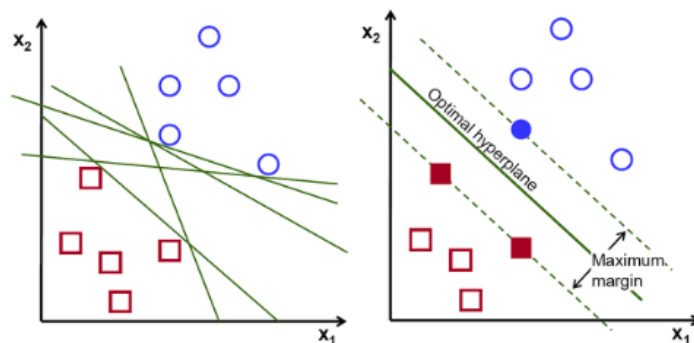 x₂
x₁
x₂
Optimal hyperplane
Maximum
margin
x₁